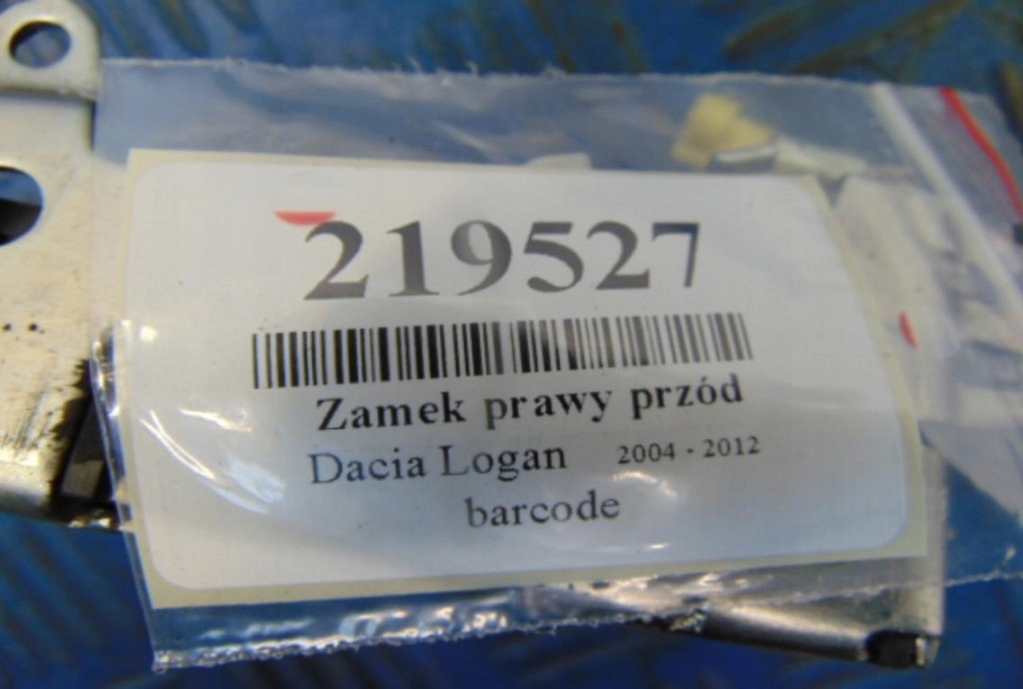 219527
Zamek prawy przód
Dacia Logan 2004 - 2012
barcode